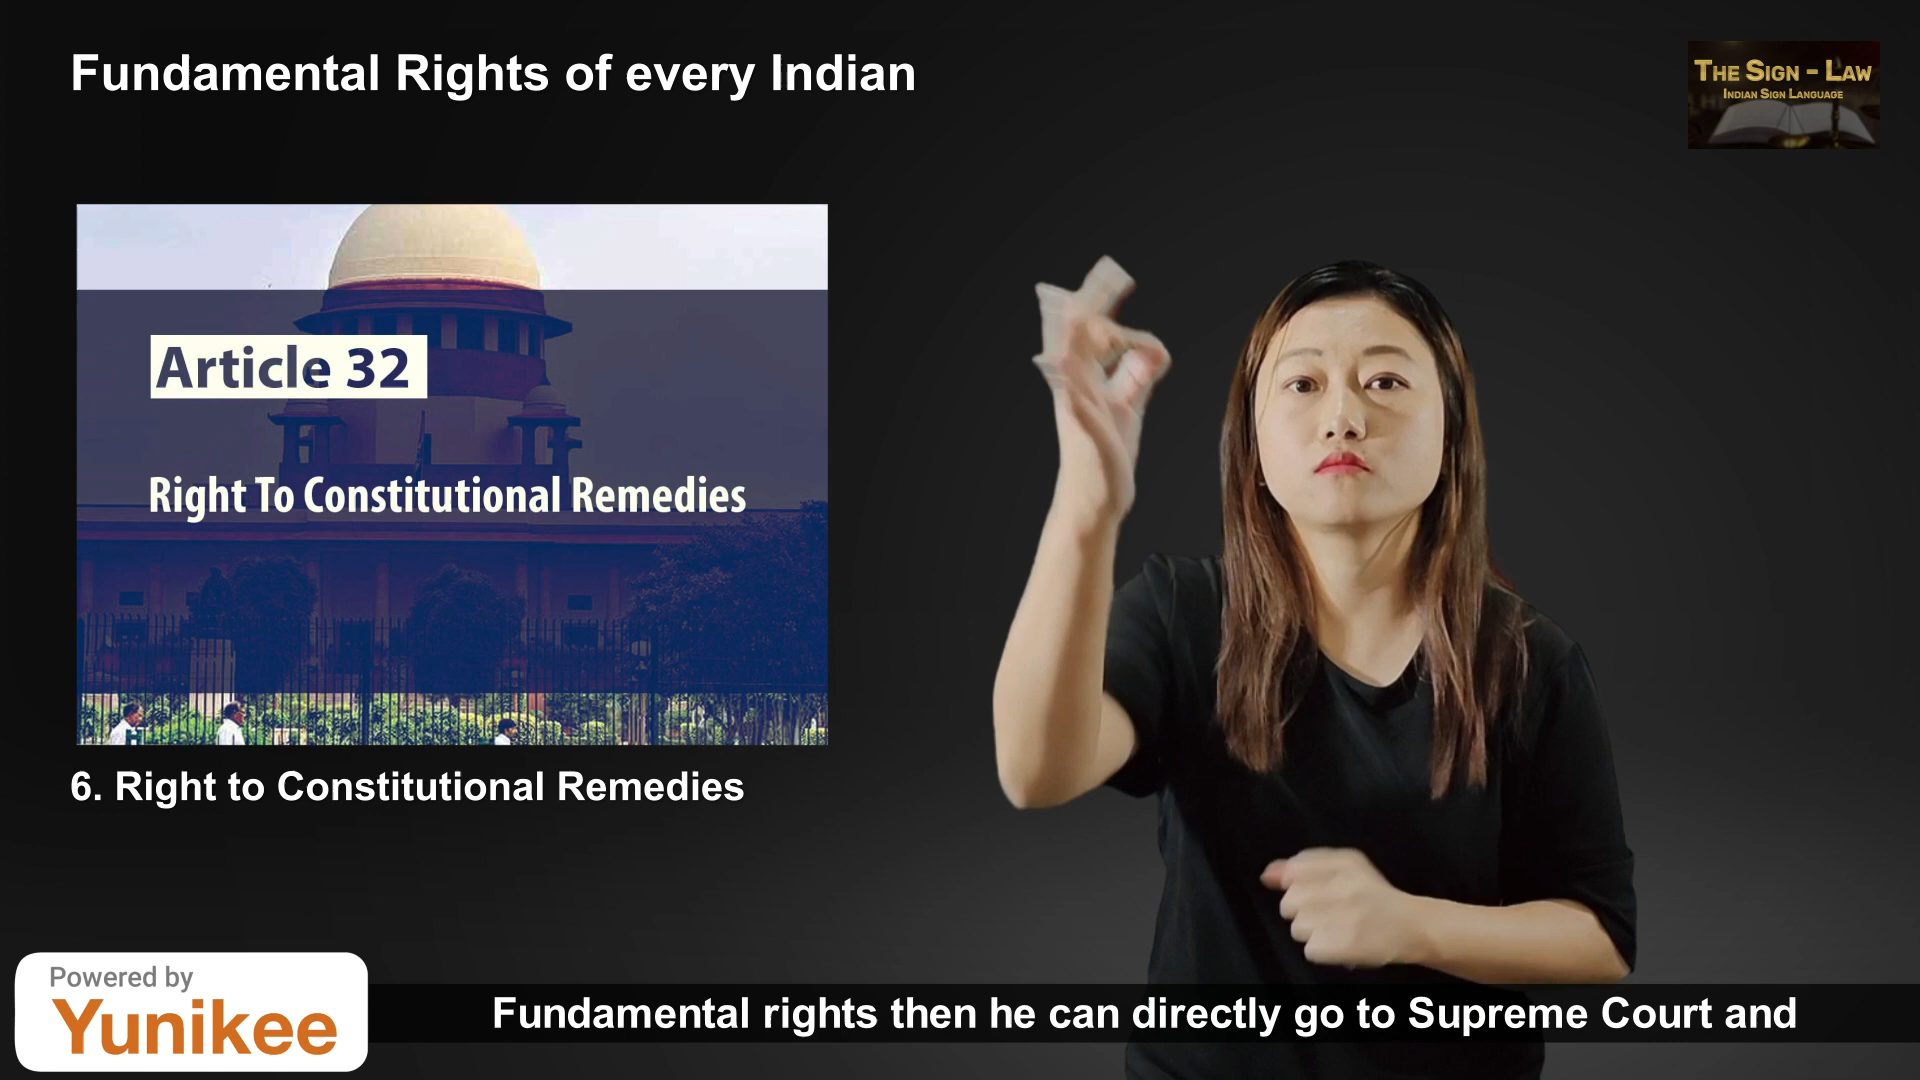 Fundamental Rights of every Indian
THE SIGN - LAW
INDIAN SIGN LANGUAGE
Article 32
Right To Constitutional Remedies
6. Right to Constitutional Remedies
Powered by
Yunikee
Fundamental rights then he can directly go to Supreme Court and